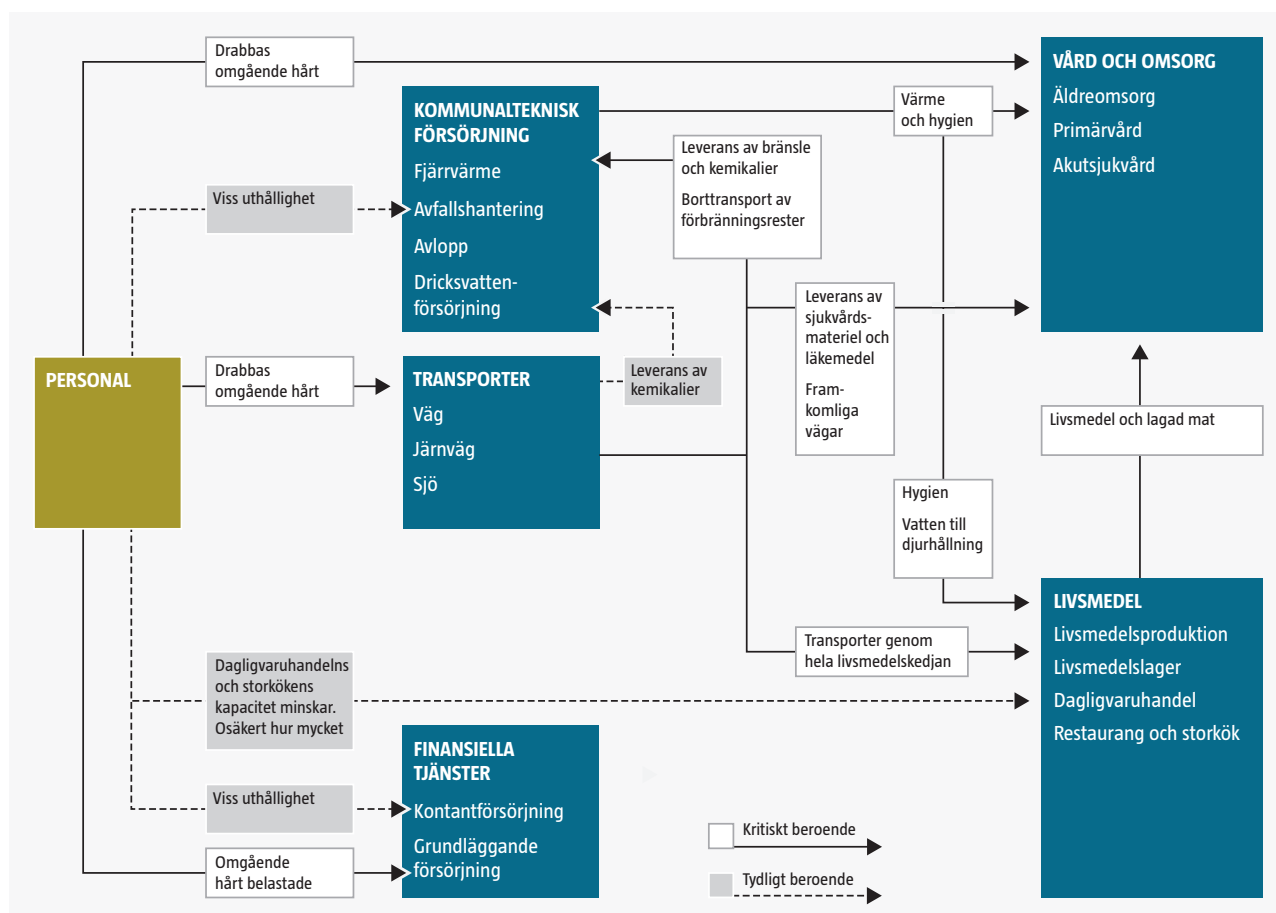 Drabbas
omgående hårt
VÅRD OCH OMSORG
Äldreomsorg
Primärvård
Akutsjukvård
KOMMUNALTEKNISK
FÖRSÖRJNING
Fjärrvärme
Avfallshantering
Avlopp
Dricksvatten-
försörjning
Värme
och hygien
Leverans av bränsle
och kemikalier
Borttransport av
förbränningsrester
Viss uthållighet
Leverans av
sjukvårds-
materiel och
läkemedel
Fram-
komliga
vägar
PERSONAL
Drabbas
omgående hårt
TRANSPORTER
Väg
Järnväg
Sjö
Leverans av
kemikalier
Livsmedel och lagad mat
Hygien
Vatten till
djurhållning
LIVSMEDEL
Livsmedelsproduktion
Livsmedelslager
Dagligvaruhandel
Restaurang och storkök
Transporter genom
hela livsmedelskedjan
Dagligvaruhandelns
och storkökens
kapacitet minskar.
Osäkert hur mycket
FINANSIELLA
TJÄNSTER
Kontantförsörjning
Grundläggande
försörjning
Viss uthållighet
Omgående
hårt belastade
Kritiskt beroende
Tydligt beroende